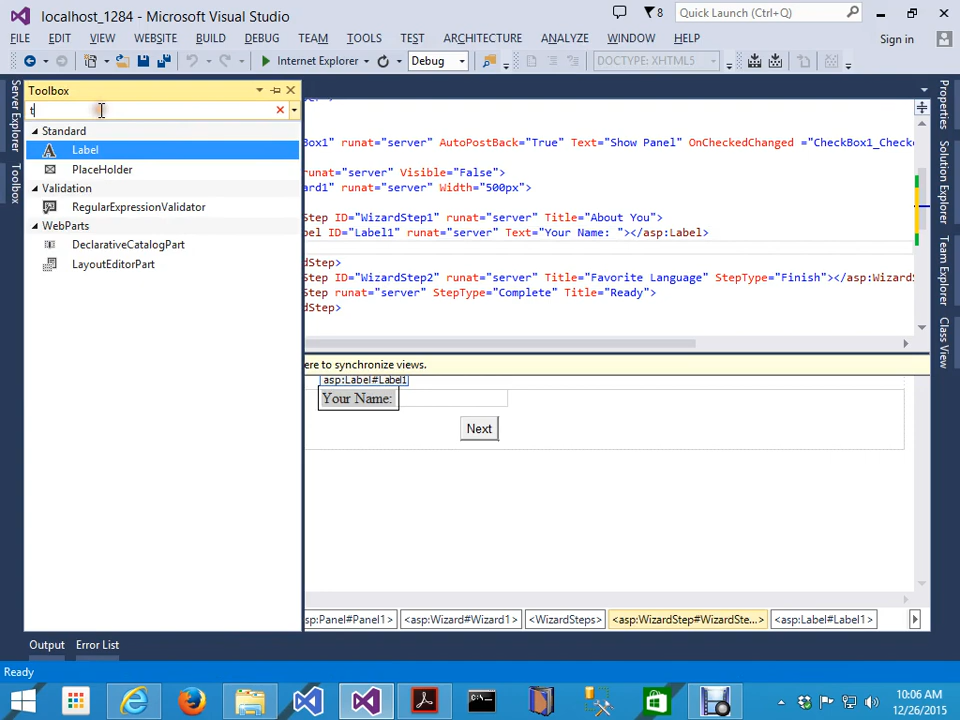 localhost_1284 - Microsoft Visual Studio
8
Quick Launch (Ctrl+Q)
FILE EDIT VIEW WEBSITE BUILD DEBUG TEAM TOOLS TEST ARCHITECTURE ANALYZE WINDOW HELP
Sign in
Internet Explorer Debug DOCTYPE: XHTML5
Server Explorer
Toolbox
Toolbox
t
Standard
Label
PlaceHolder
Validation
RegularExpressionValidator
WebParts
DeclarativeCatalogPart
LayoutEditorPart
Box1" runat="server" AutoPostBack="True" Text="Show Panel" OnCheckedChanged ="CheckBox1_Checke
runat="server" Visible="False">
ard1" runat="server" Width="500px">
Step ID="WizardStep1" runat="server" Title="About You">
el ID="Label1" runat="server" Text="Your Name: "></asp:Label>
dStep>
Step ID="WizardStep2" runat="server" Title="Favorite Language" StepType="Finish"></asp:WizardS
Step runat="server" StepType="Complete" Title="Ready">
dStep>
ere to synchronize views.
asp:Label#Label1
Your Name:
Next
sp:Panel#Panel1> <asp:Wizard#Wizard1> <WizardSteps> <asp:WizardStep#WizardSte...> <asp:Label#Label1>
Properties
Solution Explorer
Team Explorer
Class View
Output Error List
Ready
10:06 AM
12/26/2015